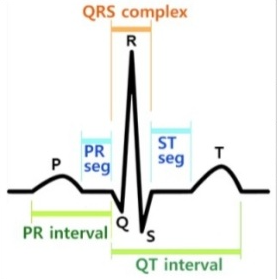 QRS complex
R
P
PR
seg
ST
seg
T
Q
S
PR interval
QT interval